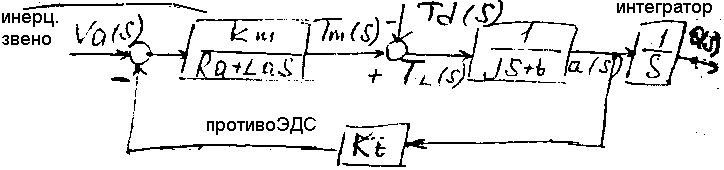 инерц.
звено
интегратор
Va(s)
Km
Ra+LaS
Tm(s)
Td(s)
TL(s)
1
JS+b
a(s)
1
S
Q(s)
-
-
+
противоЭДС
Kt